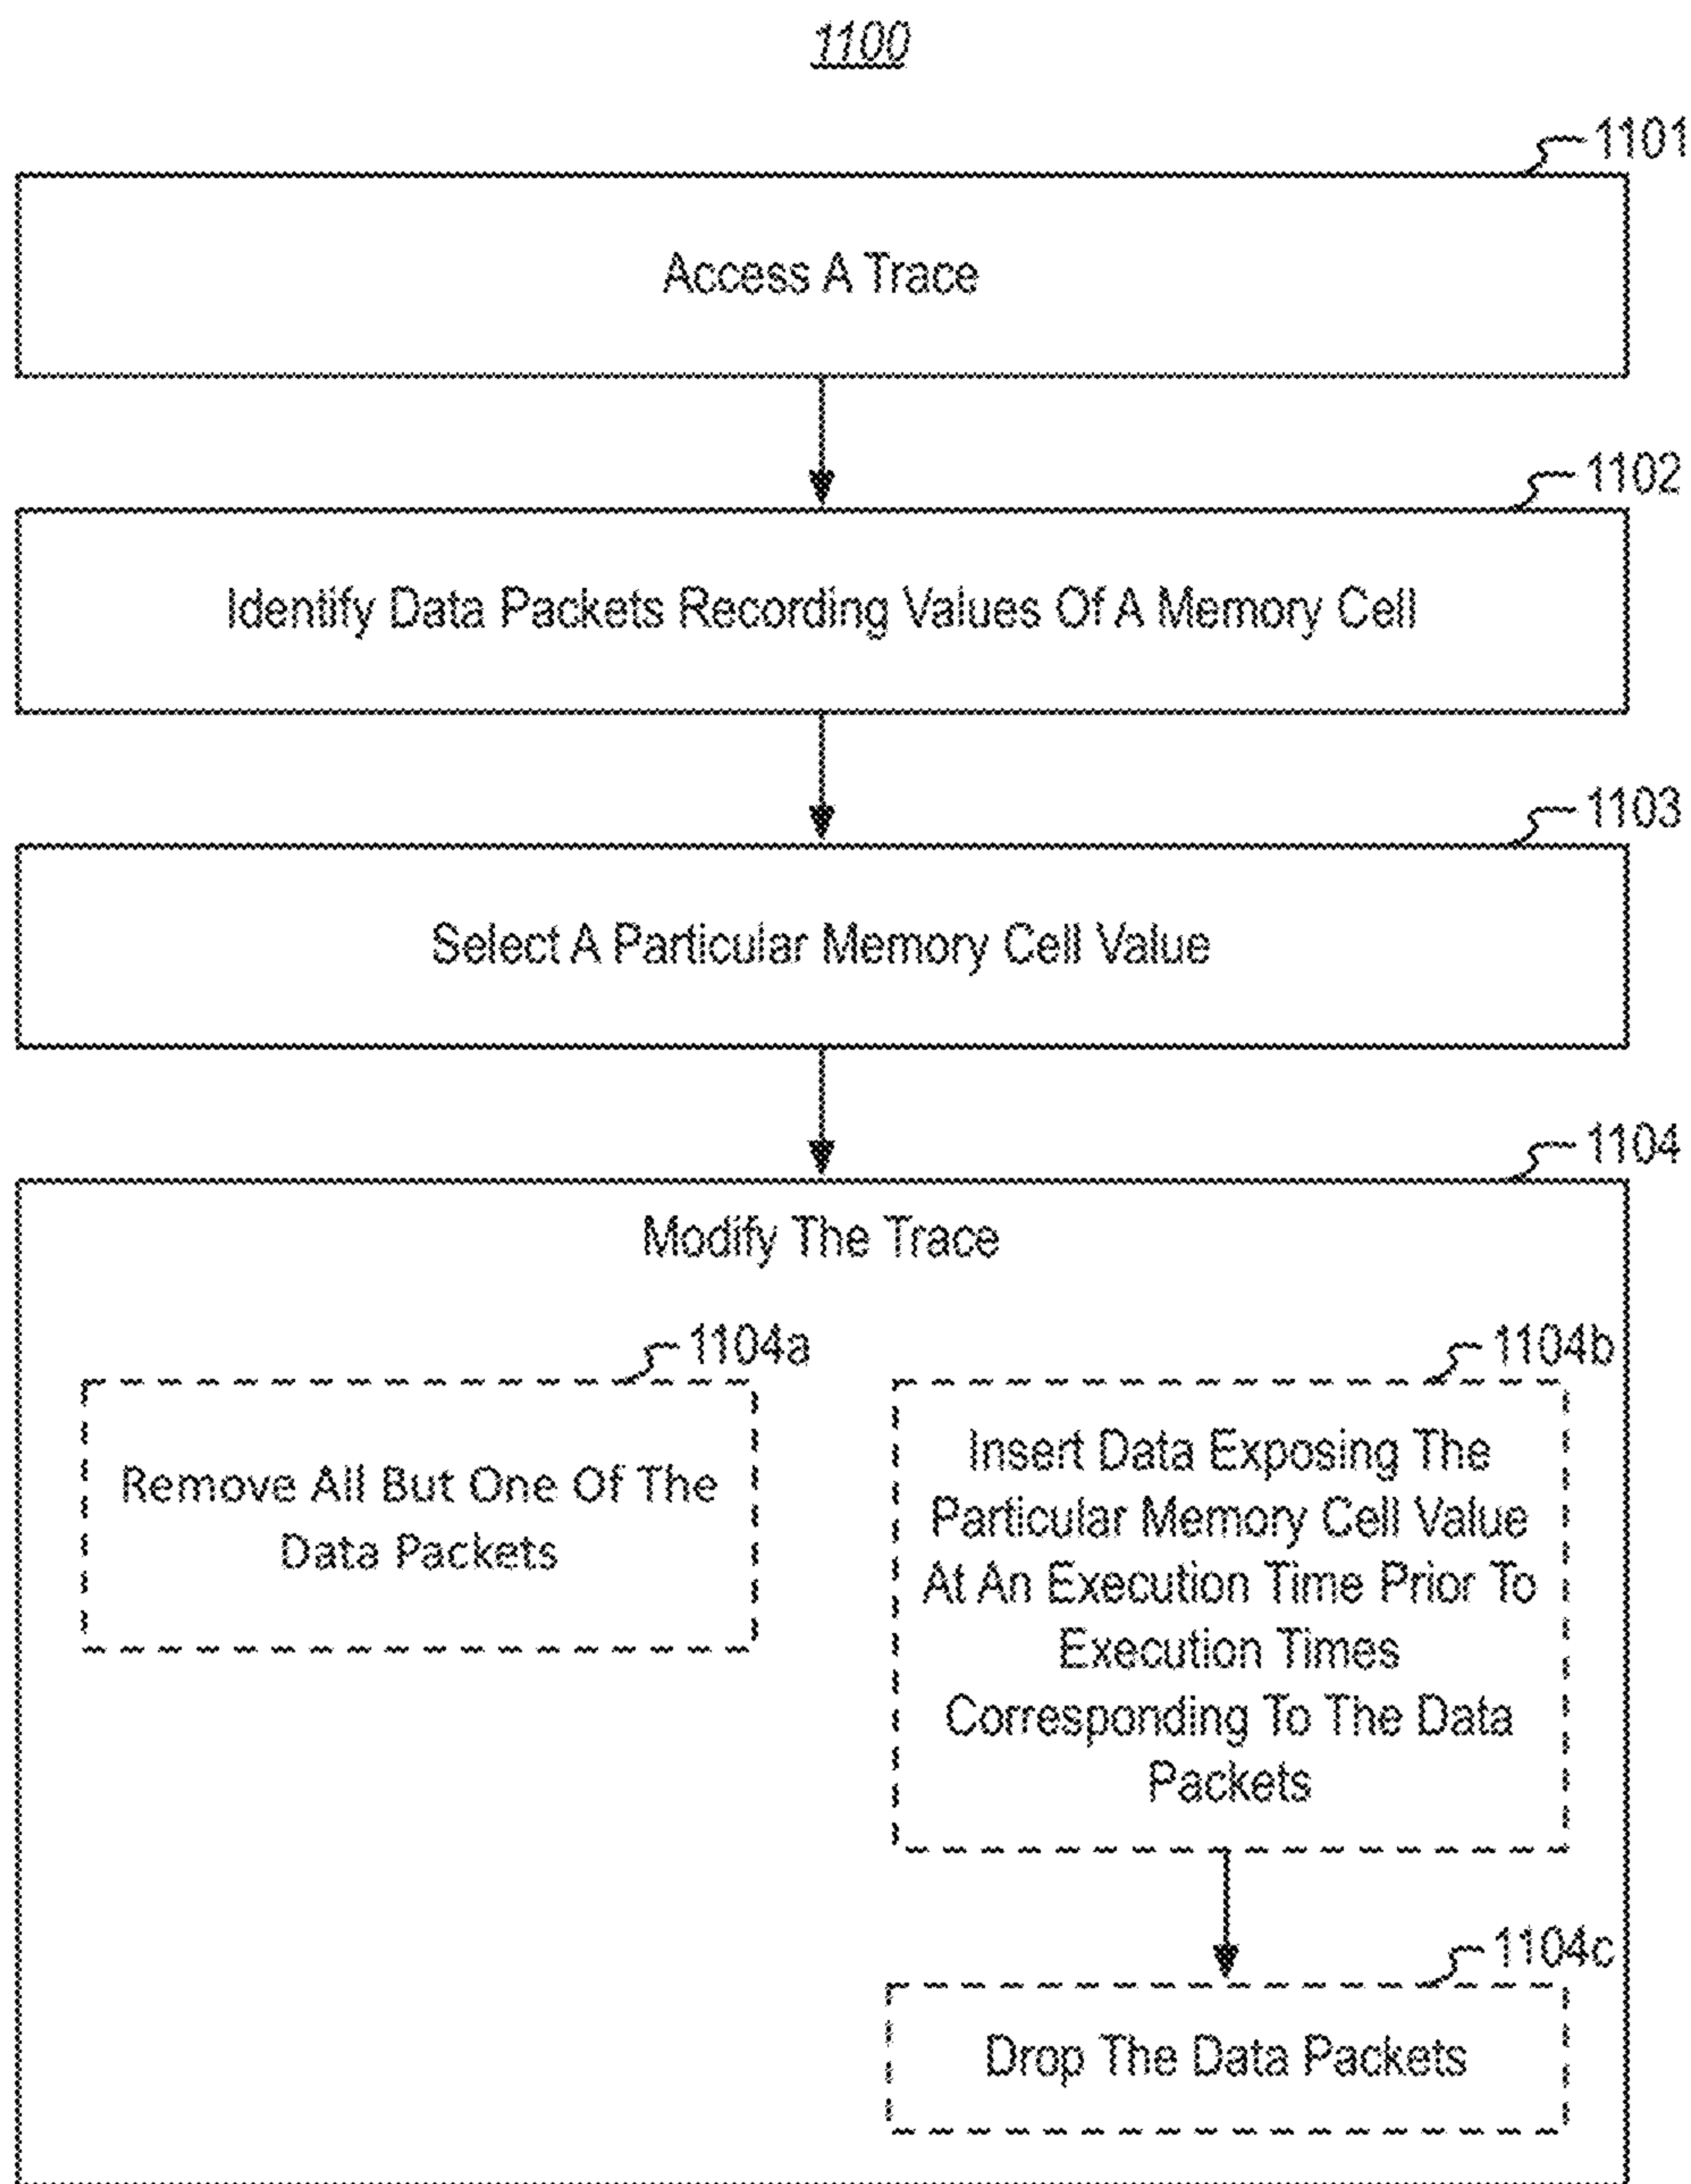 1100
1101
Access A Trace
1102
Identify Data Packets Recording Values Of A Memory Cell
1103
Select A Particular Memory Cell Value
1104
Modify The Trace
1104a
Remove All But One Of The
Data Packets
1104b
Insert Data Exposing The
Particular Memory Cell Value
At An Execution Time Prior To
Execution Times
Corresponding To The Data
Packets
1104c
Drop The Data Packets